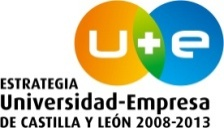 u+e
ESTRATEGIA
Universidad-Empresa
DE CASTILLA Y LEÓN 2008-2013